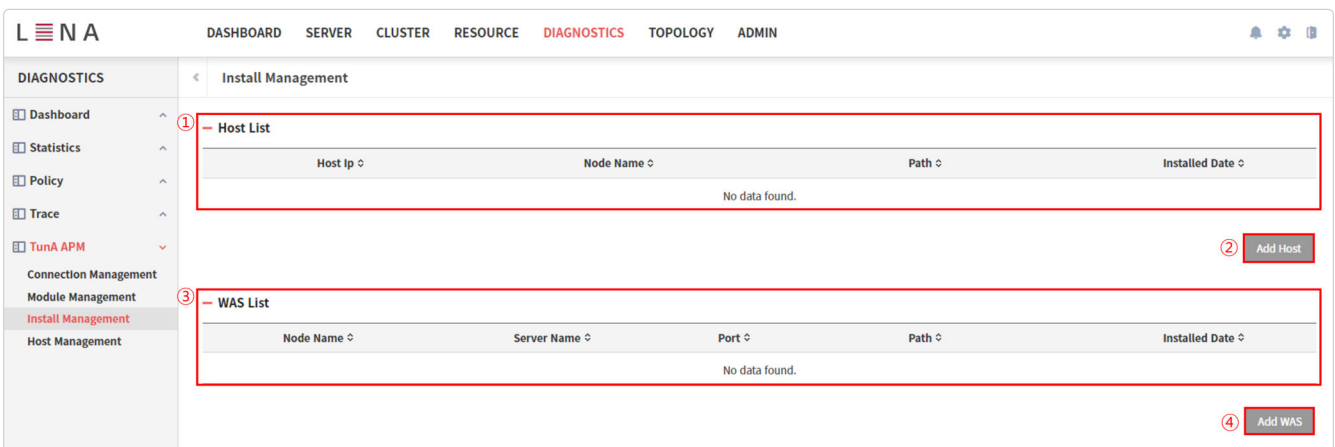 LENA DASHBOARD SERVER CLUSTER RESOURCE DIAGNOSTICS TOPOLOGY ADMIN
DIAGNOSTICS
Install Management
Dashboard
Statistics
Policy
Trace
TunA APM
Connection Management
Module Management
Install Management
Host Management
① Host List
Host Ip Node Name Path Installed Date
No data found.
② Add Host
③ WAS List
Node Name Server Name Port Path Installed Date
No data found.
④ Add WAS